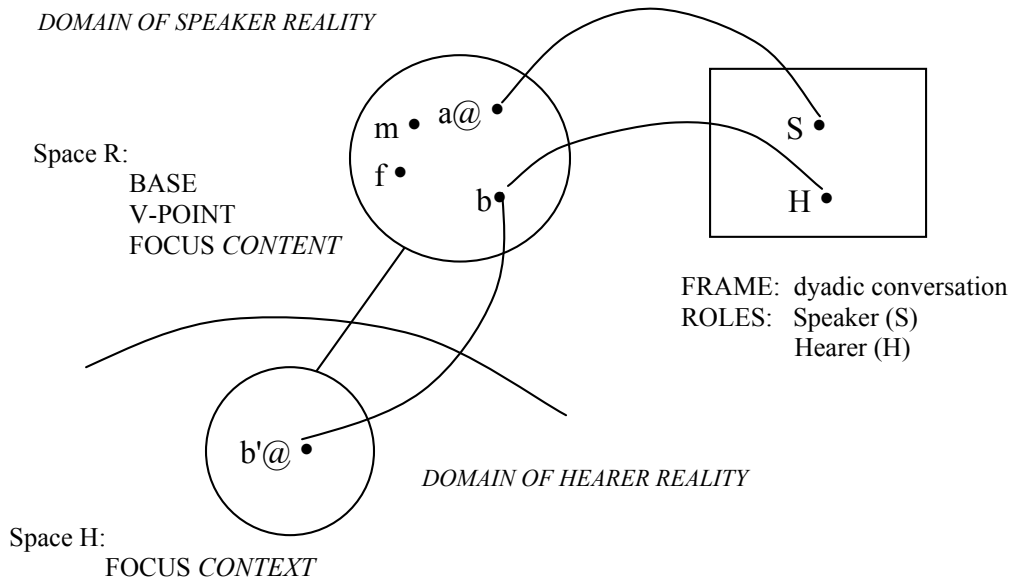 DOMAIN OF SPEAKER REALITY
a@
m
S
Space R:
f
BASE
b
H
V-POINT
FOCUS CONTENT
FRAME: dyadic conversation
ROLES: Speaker (S)
Hearer (H)
b'@
DOMAIN OF HEARER REALITY
Space H:
FOCUS CONTEXT